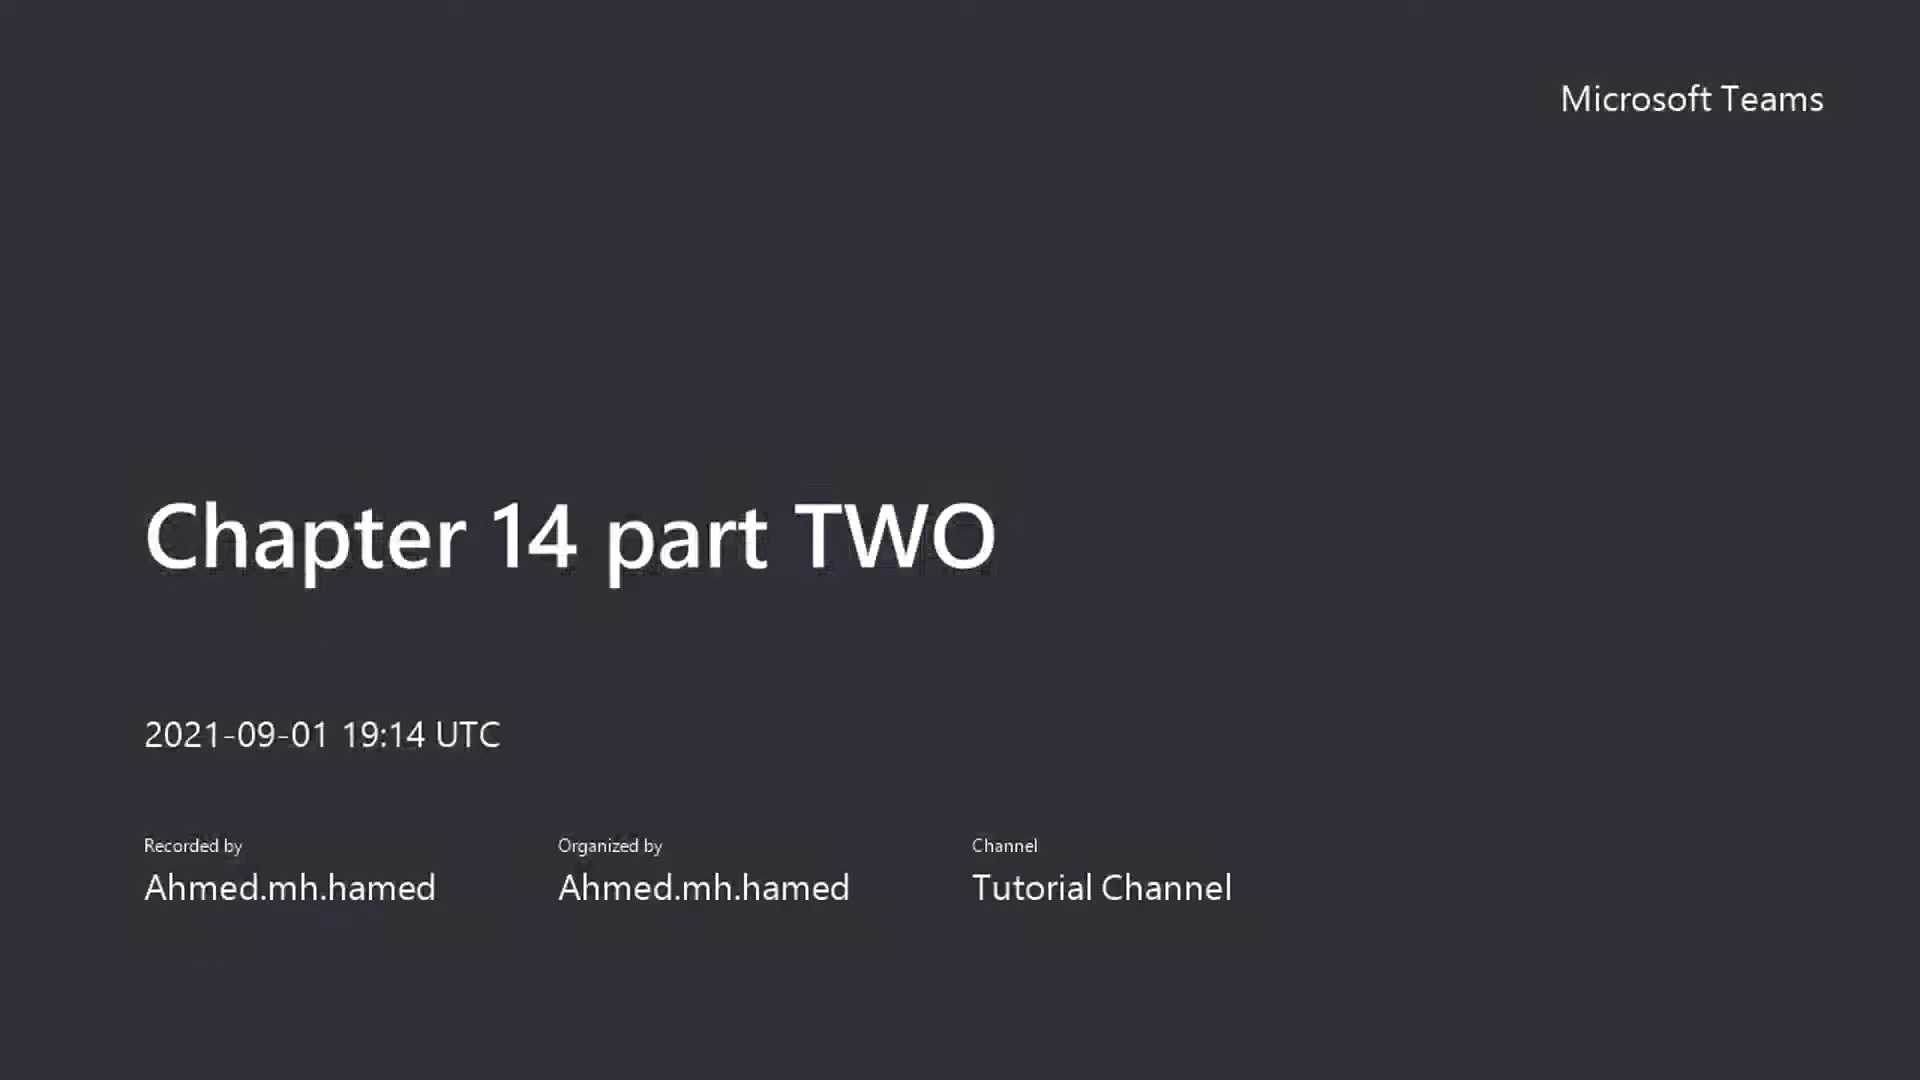 Microsoft Teams
Chapter 14 part TWO
2021-09-01 19:14 UTC
Recorded by
Ahmed.mh.hamed
Organized by
Ahmed.mh.hamed
Channel
Tutorial Channel